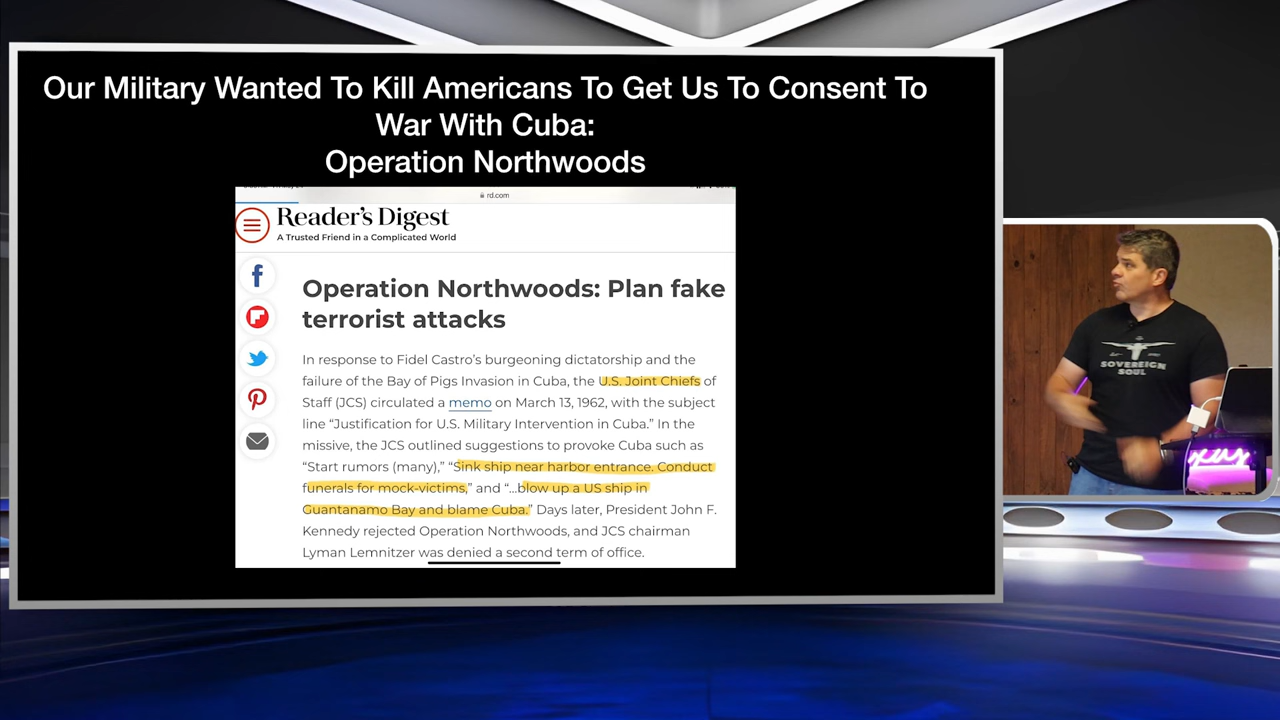 Our Military Wanted To Kill Americans To Get Us To Consent To
War With Cuba:
Operation Northwoods
rd.com
Reader's Digest
A Trusted Friend in a Complicated World
Operation Northwoods: Plan fake
terrorist attacks
In response to Fidel Castro's burgeoning dictatorship and the
failure of the Bay of Pigs Invasion in Cuba, the U.S. Joint Chiefs of
Staff (JCS) circulated a memo on March 13, 1962, with the subject
line “Justification for U.S. Military Intervention in Cuba.” In the
missive, the JCS outlined suggestions to provoke Cuba such as
“Start rumors (many),” “Sink ship near harbor entrance. Conduct
funerals for mock-victims,” and “...blow up a US ship in
Guantanamo Bay and blame Cuba.” Days later, President John F.
Kennedy rejected Operation Northwoods, and JCS chairman
Lyman Lemnitzer was denied a second term of office.
SOVEREIGN
SOUL